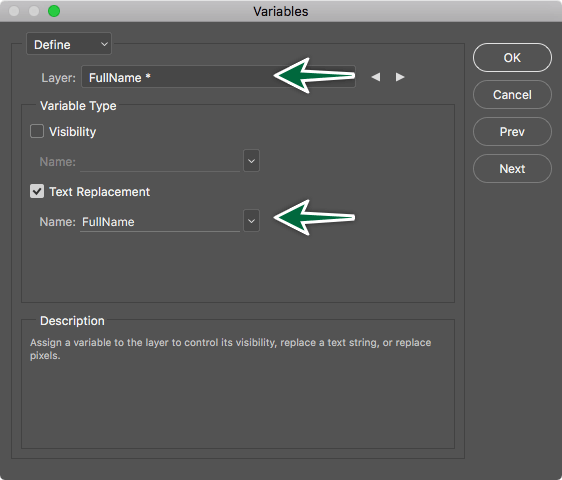 Variables
Define
OK
Layer: FullName *
Cancel
Variable Type
Prev
Visibility
Name:
Next
Text Replacement
Name: FullName
Description
Assign a variable to the layer to control its visibility, replace a text string, or replace
pixels.